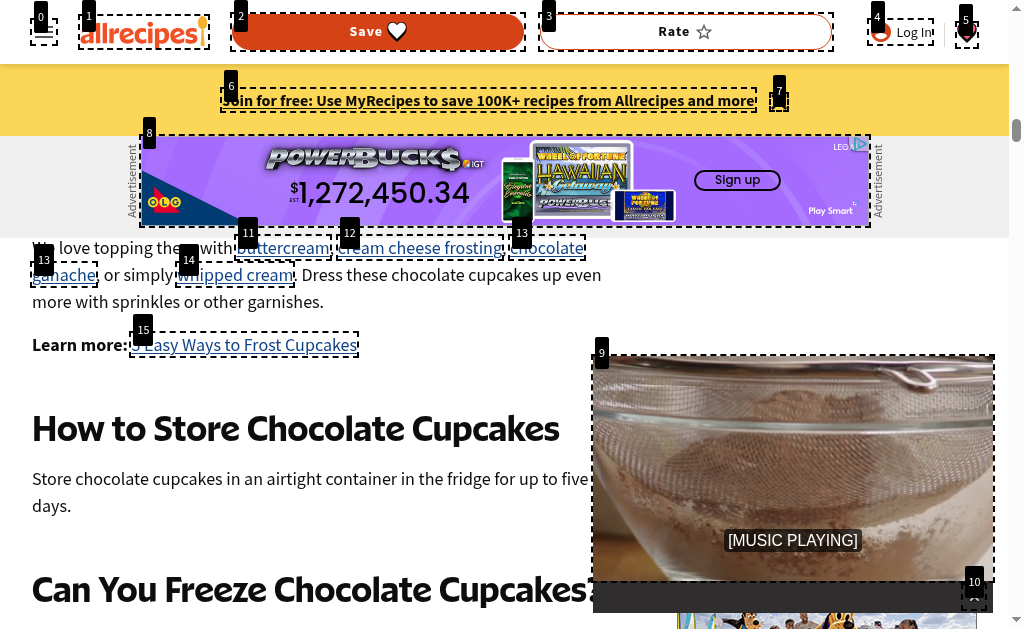 0
1
allrecipes
2
Save
3
Rate
4
Log In
5
6
Join for free: Use MyRecipes to save 100K+ recipes from Allrecipes and more
7
8
Advertisement
POWERBUCK$ IGT
$1,272,450.34
EST.
OLG
WHEEL OF FORTUNE
HAWAIIAN
Getaways
Sign up
Play Smart
Advertisement
We love topping them with buttercream, cream cheese frosting, chocolate
11
12
13
ganache, or simply whipped cream. Dress these chocolate cupcakes up even
13
14
more with sprinkles or other garnishes.
Learn more: 5 Easy Ways to Frost Cupcakes
15
How to Store Chocolate Cupcakes
Store chocolate cupcakes in an airtight container in the fridge for up to five
days.
Can You Freeze Chocolate Cupcakes?
9
[MUSIC PLAYING]
10